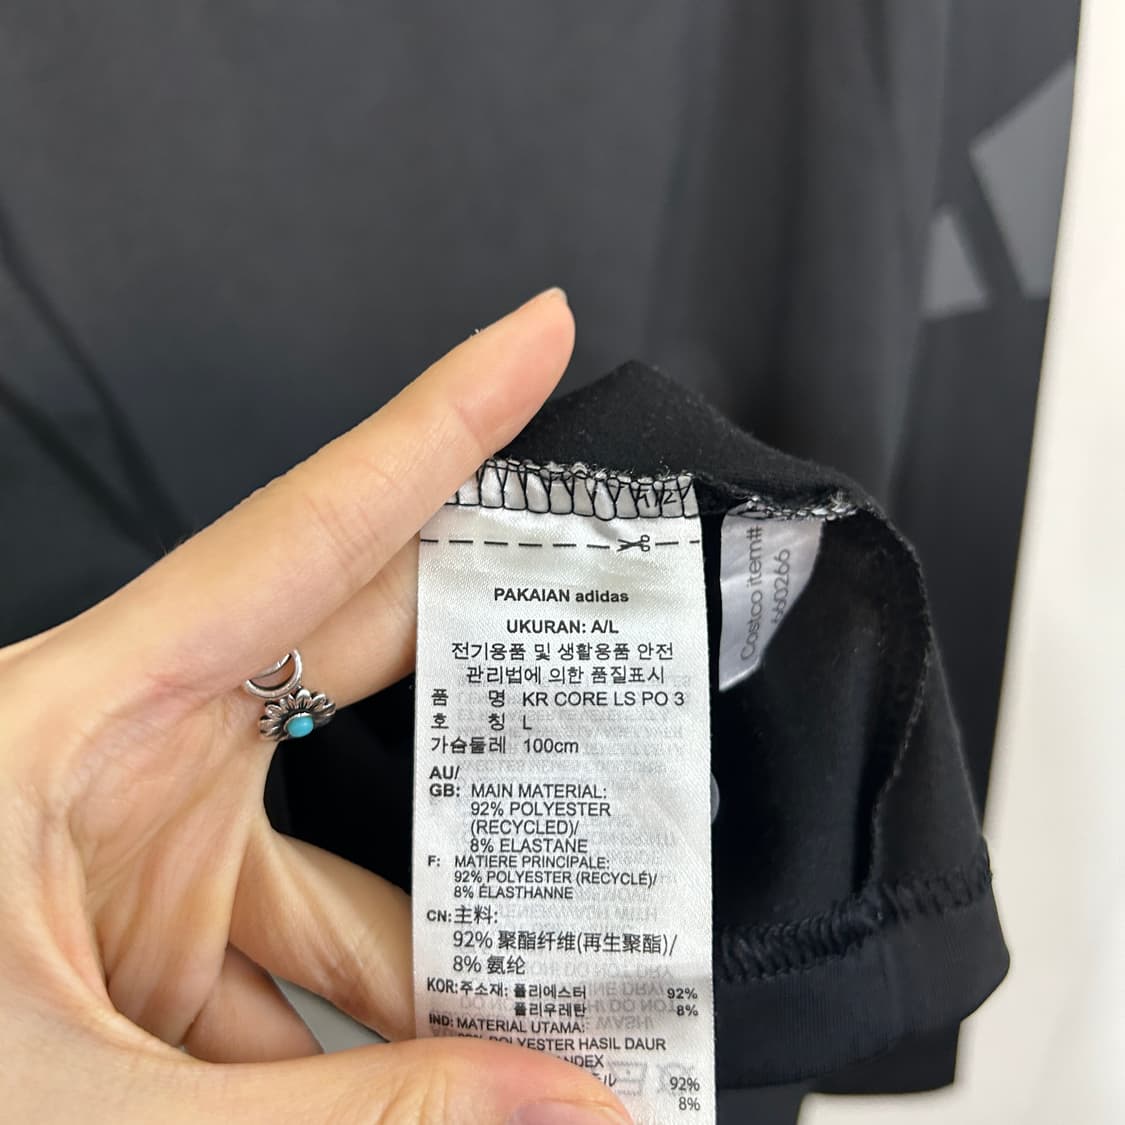 PAKAIAN adidas
UKURAN: A/L
전기용품 및 생활용품 안전
관리법에 의한 품질표시
품 명 KR CORE LS PO 3
호 칭 L
가슴둘레 100cm
AU/
GB: MAIN MATERIAL:
92% POLYESTER
(RECYCLED)/
8% ELASTANE
F: MATIERE PRINCIPALE:
92% POLYESTER (RECYCLÉ)/
8% ÉLASTHANNE
CN:主料:
92% 聚酯纤维(再生聚酯)/
8% 氨纶
KOR:주소재: 폴리에스터 92%
폴리우레탄 8%
IND: MATERIAL UTAMA:
POLYESTER HASIL DAUR
92%
8%
Costco item#
660266